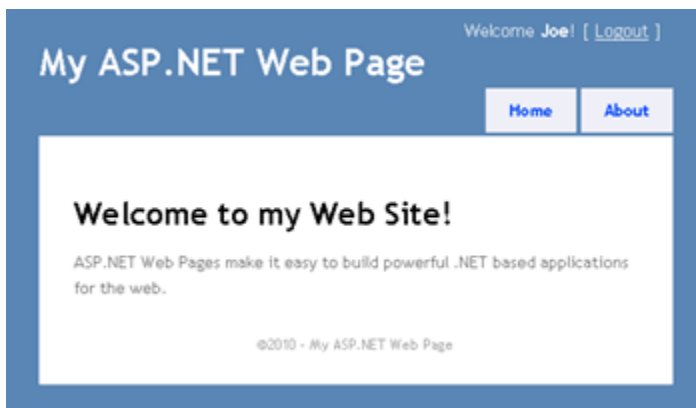 Welcome Joe! [ Logout ]
My ASP.NET Web Page
Home About
Welcome to my Web Site!
ASP.NET Web Pages make it easy to build powerful .NET based applications
for the web.
©2010 - My ASP.NET Web Page